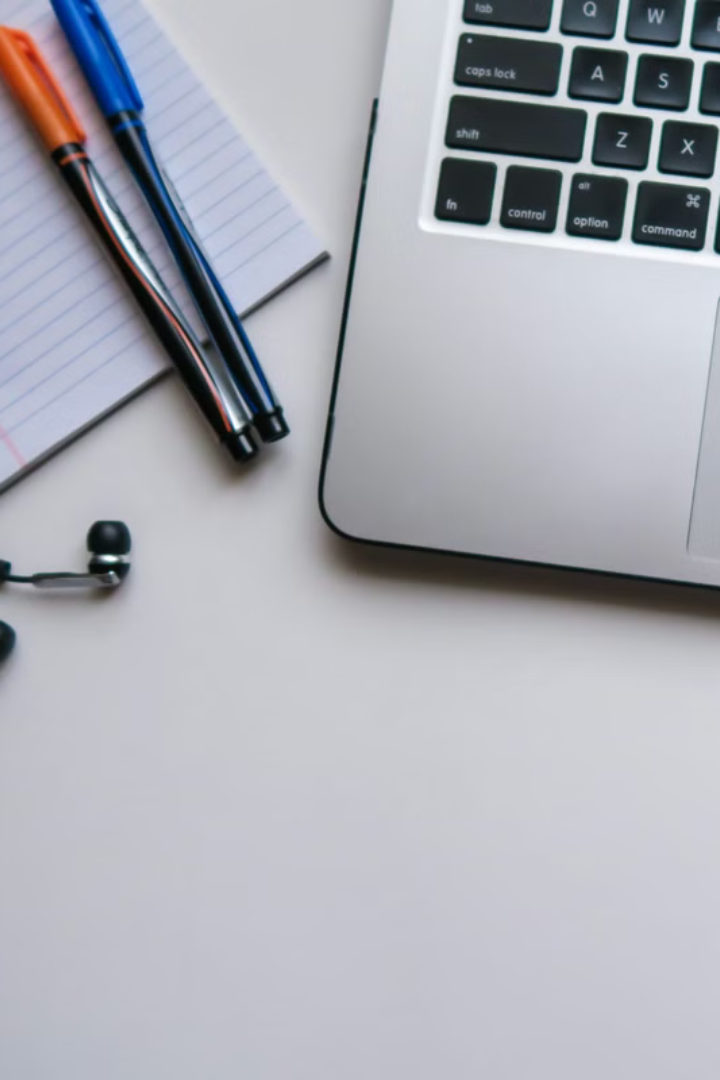 tab Q W
caps lock A S
shift Z X
fn control alt option ⌘ command